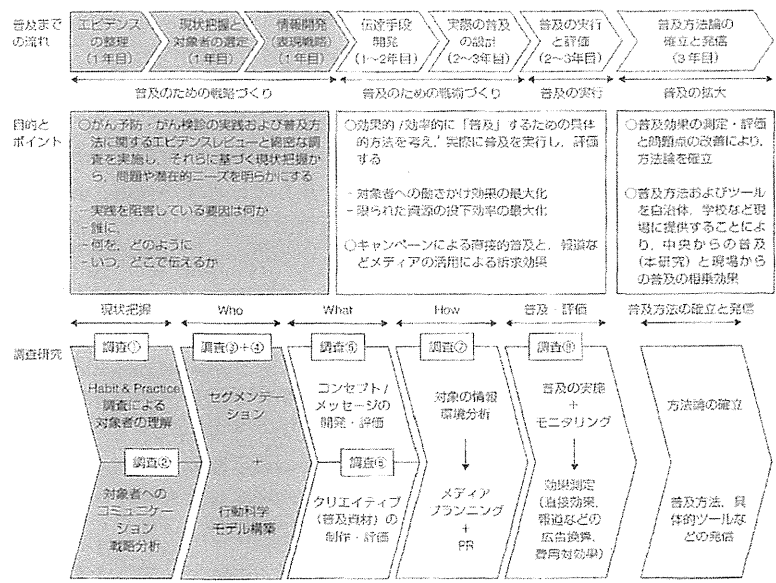 普及まで
の流れ
エビデンス
の整理
(1年目)
現状把握と
対象者の選定
(1年目)
情報開発
(表現戦略)
(1年目)
伝達手段
開発
(1〜2年目)
実際の普及
の設計
(2〜3年目)
普及の実行
と評価
(2〜3年目)
普及方法論の
確立と発信
(3年目)
普及のための戦略づくり
普及のための戦術づくり
普及の実行
普及の拡大
目的と
ポイント
○がん予防・がん検診の実践および普及方
法に関するエビデンスレビューと綿密な調
査を実施し、それらに基づく現状把握か
ら、問題や潜在的ニーズを明らかにする
-実践を阻害している要因は何か
-誰に、
-何を、どのように
-いつ、どこで伝えるか
○効果的/効率的に「普及」するための具体
的方法を考え、実際に普及を実行し、評価
する
-対象者への働きかけ効果の最大化
-限られた資源の投下効率の最大化
○キャンペーンによる直接的普及と、報道な
どメディアの活用による訴求効果
○普及効果の測定・評価
と問題点の改善により、
方法論を確立
○普及方法およびツール
を自治体、学校など現
場に提供することによ
り、中央からの普及
(本研究)と現場から
の普及の相乗効果
現状把握
Who
What
How
普及・評価
普及方法の確立と発信
調査研究
調査①
調査③+④
調査⑤
調査⑦
調査⑧
Habit & Practice
調査による
対象者の理解
セグメンテー
ション
コンセプト/
メッセージの
開発・評価
対象の情報
環境分析
普及の実施
+
モニタリング
方法論の確立
調査②
+
調査⑥
対象者への
コミュニケー
ション
戦略分析
行動科学
モデル構築
クリエイティブ
(普及資材)の
制作・評価
メディア
プランニング
+
PR
効果測定
(直接効果、
報道などの
広告換算、
費用対効果)
普及方法、具
体的ツールな
どの発信